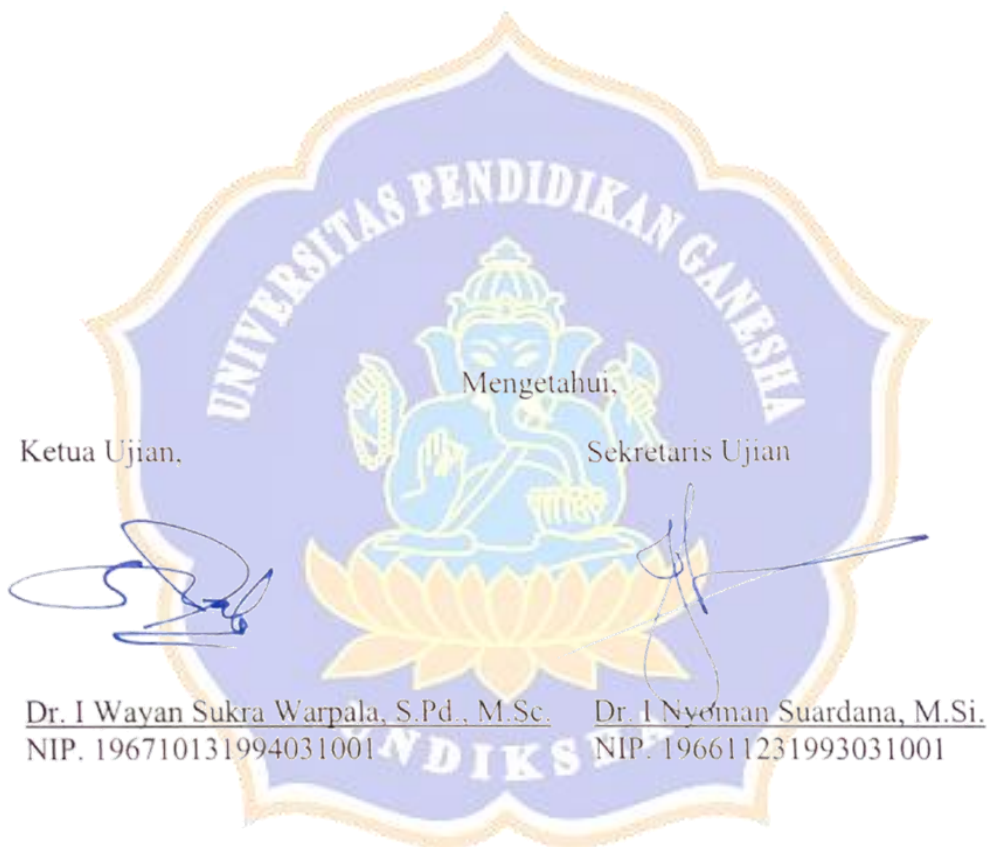 UNIVERSITAS PENDIDIKAN GANESHA
Mengetahui,
Ketua Ujian,
Sekretaris Ujian
Dr. I Wayan Sukra Warpala, S.Pd., M.Sc.
Dr. I Nyoman Suardana, M.Si.
NIP. 196710131994031001
NIP. 196611231993031001
UNDIKSHA